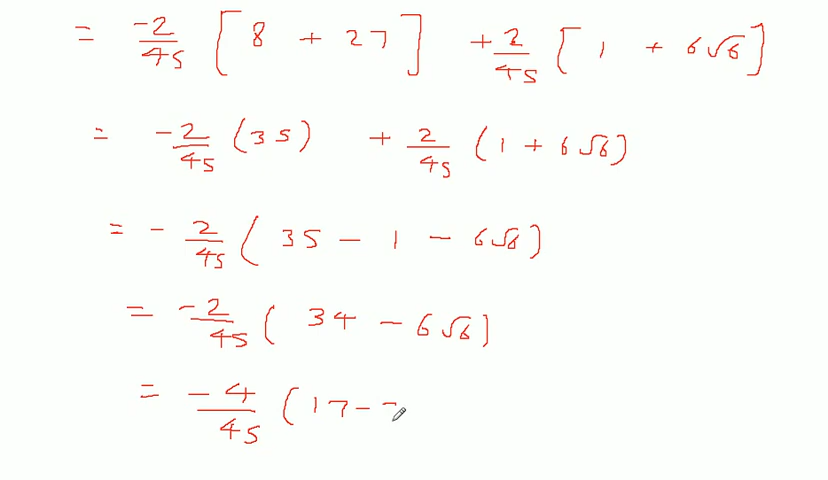 = -2/45 [8 + 27] + 2/45 [1 + 6√6]
= -2/45 (35) + 2/45 (1 + 6√6)
= - 2/45 (35 - 1 - 6√6)
= -2/45 (34 - 6√6)
= -4/45 (17 -